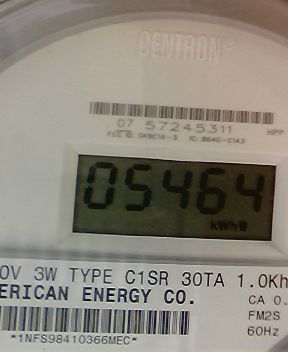 CENTRON®
07 57245311
05464
kWh
0V 3W TYPE C1SR 30TA 1.0Kh
ERICAN ENERGY CO.
CA 0.
FM2S
60Hz
*1NFS98410366MEC*